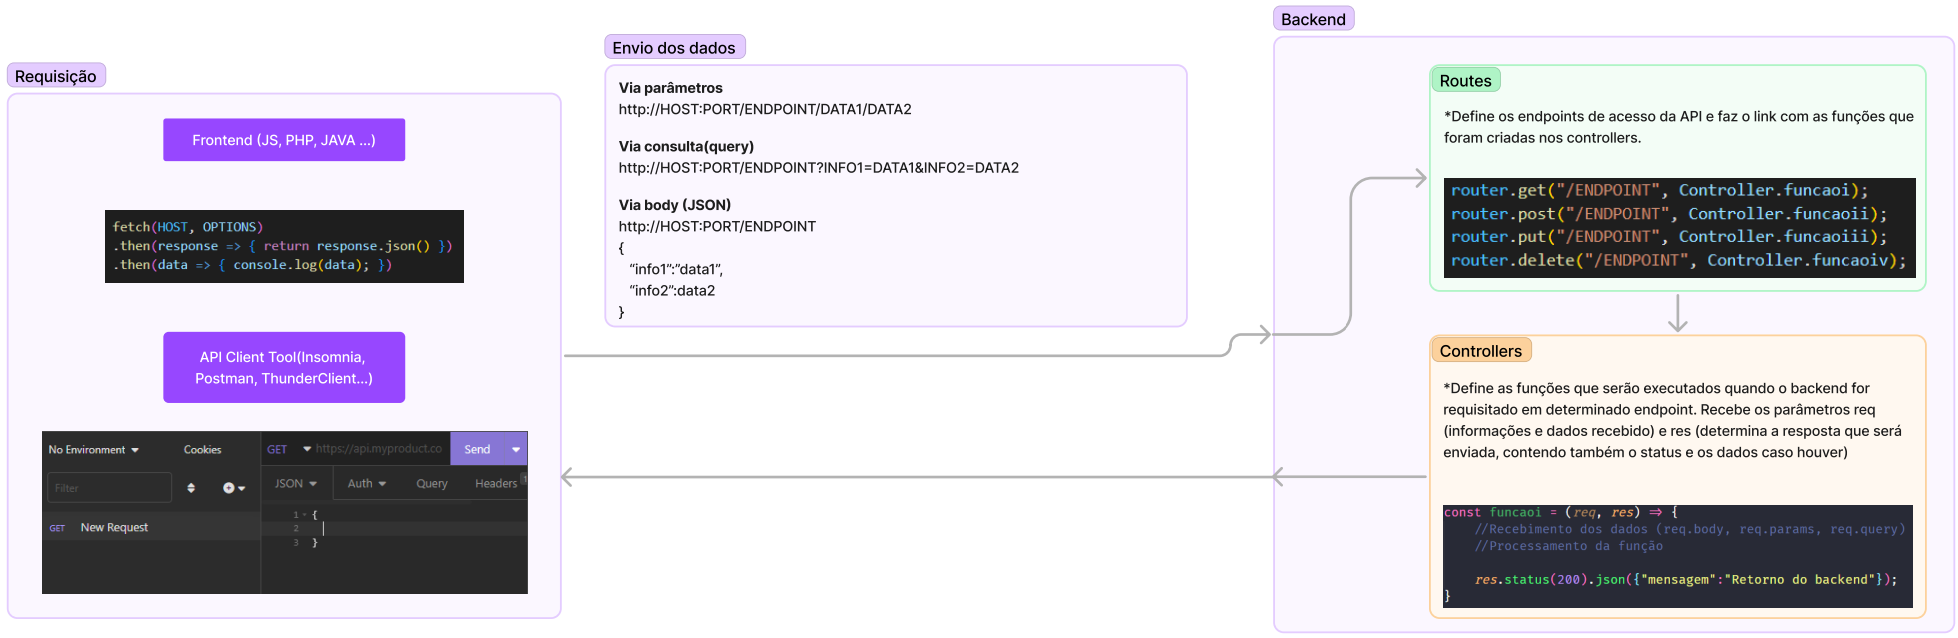 Requisição
Frontend (JS, PHP, JAVA ...)
fetch(HOST, OPTIONS)
.then(response => { return response.json() })
.then(data => { console.log(data); })
API Client Tool(Insomnia,
Postman, ThunderClient...)
No Environment
Cookies
GET
https://api.myproduct.co
Send
Filter
JSON
Auth
Query
Headers
1
GET New Request
1 {
2
3 }
Envio dos dados
Via parâmetros
http://HOST:PORT/ENDPOINT/DATA1/DATA2
Via consulta(query)
http://HOST:PORT/ENDPOINT?INFO1=DATA1&INFO2=DATA2
Via body (JSON)
http://HOST:PORT/ENDPOINT
{
“info1”:”data1”,
“info2”:data2
}
Backend
Routes
*Define os endpoints de acesso da API e faz o link com as funções que
foram criadas nos controllers.
router.get("/ENDPOINT", Controller.funcaoi);
router.post("/ENDPOINT", Controller.funcaoii);
router.put("/ENDPOINT", Controller.funcaoiii);
router.delete("/ENDPOINT", Controller.funcaoiv);
Controllers
*Define as funções que serão executados quando o backend for
requisitado em determinado endpoint. Recebe os parâmetros req
(informações e dados recebido) e res (determina a resposta que será
enviada, contendo também o status e os dados caso houver)
const funcaoi = (req, res) => {
//Recebimento dos dados (req.body, req.params, req.query)
//Processamento da função
res.status(200).json({"mensagem":"Retorno do backend"});
}